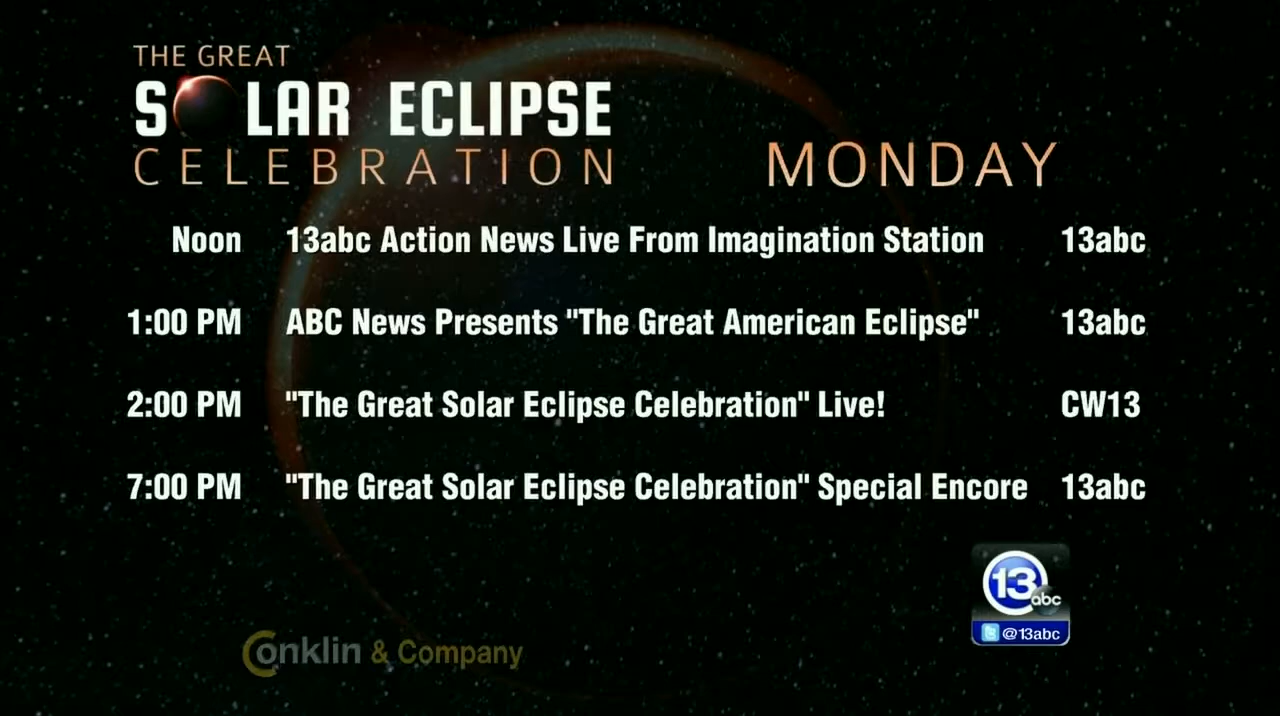 THE GREAT
SOLAR ECLIPSE
CELEBRATION
MONDAY
Noon 13abc Action News Live From Imagination Station 13abc
1:00 PM ABC News Presents "The Great American Eclipse" 13abc
2:00 PM "The Great Solar Eclipse Celebration" Live! CW13
7:00 PM "The Great Solar Eclipse Celebration" Special Encore 13abc
13abc
@13abc
Conklin & Company